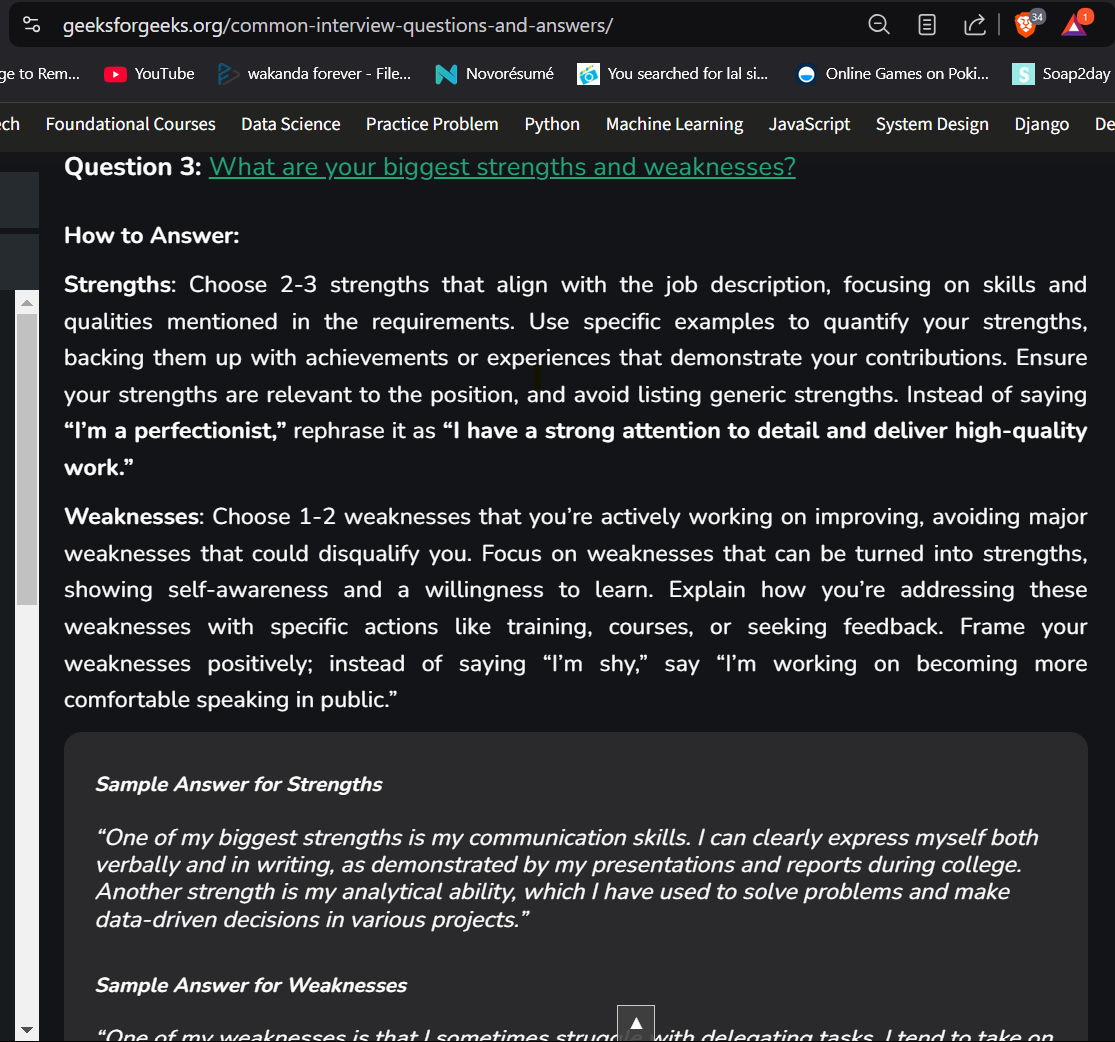 geeksforgeeks.org/common-interview-questions-and-answers/
34
1
ge to Rem...
YouTube
wakanda forever - File...
Novorésumé
You searched for lal si...
Online Games on Poki...
S
Soap2day
ech Foundational Courses Data Science Practice Problem Python Machine Learning JavaScript System Design Django De
Question 3: What are your biggest strengths and weaknesses?
How to Answer:
Strengths: Choose 2-3 strengths that align with the job description, focusing on skills and
qualities mentioned in the requirements. Use specific examples to quantify your strengths,
backing them up with achievements or experiences that demonstrate your contributions. Ensure
your strengths are relevant to the position, and avoid listing generic strengths. Instead of saying
“I’m a perfectionist,” rephrase it as “I have a strong attention to detail and deliver high-quality
work.”
Weaknesses: Choose 1-2 weaknesses that you’re actively working on improving, avoiding major
weaknesses that could disqualify you. Focus on weaknesses that can be turned into strengths,
showing self-awareness and a willingness to learn. Explain how you’re addressing these
weaknesses with specific actions like training, courses, or seeking feedback. Frame your
weaknesses positively; instead of saying “I’m shy,” say “I’m working on becoming more
comfortable speaking in public.”
Sample Answer for Strengths
“One of my biggest strengths is my communication skills. I can clearly express myself both
verbally and in writing, as demonstrated by my presentations and reports during college.
Another strength is my analytical ability, which I have used to solve problems and make
data-driven decisions in various projects.”
Sample Answer for Weaknesses
“One of my weaknesses is that I sometimes struggle with delegating tasks. I tend to take on